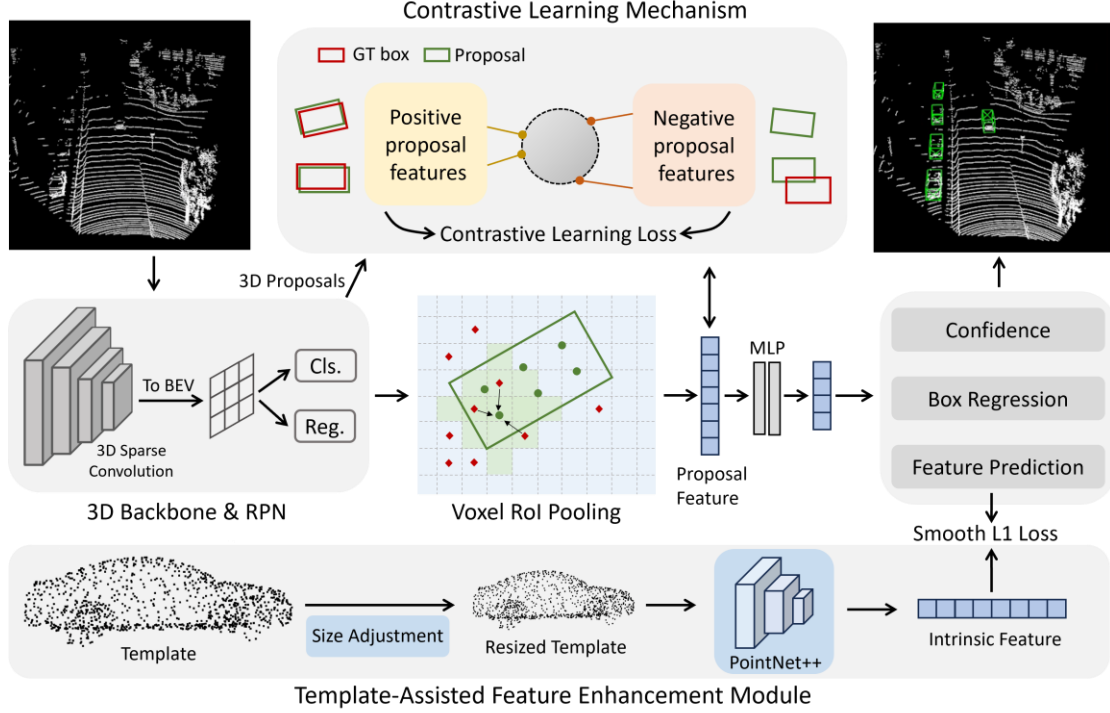 Contrastive Learning Mechanism
GT box
Proposal
Positive
proposal
features
Negative
proposal
features
Contrastive Learning Loss
3D Proposals
To BEV
Cls.
Reg.
3D Sparse
Convolution
3D Backbone & RPN
Voxel RoI Pooling
MLP
Proposal
Feature
Confidence
Box Regression
Feature Prediction
Smooth L1 Loss
Template
Size Adjustment
Resized Template
PointNet++
Intrinsic Feature
Template-Assisted Feature Enhancement Module